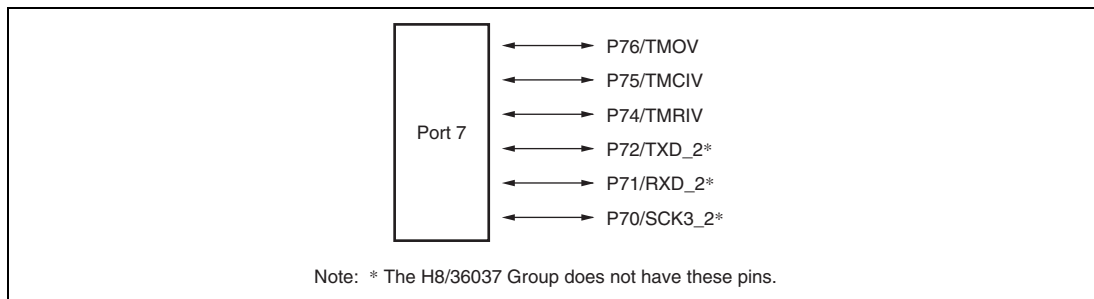 Port 7
P76/TMOV
P75/TMCIV
P74/TMRIV
P72/TXD_2*
P71/RXD_2*
P70/SCK3_2*
Note: * The H8/36037 Group does not have these pins.